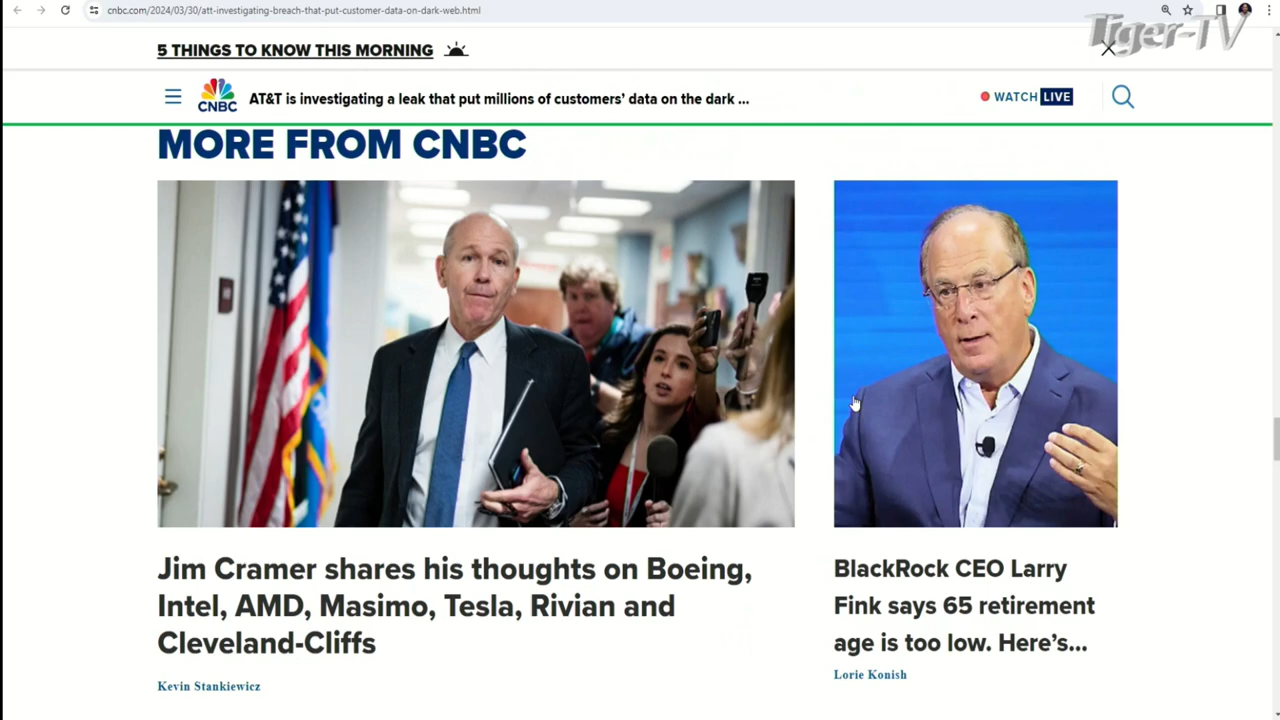 cnbc.com/2024/03/30/att-investigating-breach-that-put-customer-data-on-dark-web.html
Tiger-TV
5 THINGS TO KNOW THIS MORNING
CNBC
AT&T is investigating a leak that put millions of customers’ data on the dark ...
WATCH LIVE
MORE FROM CNBC
Jim Cramer shares his thoughts on Boeing,
Intel, AMD, Masimo, Tesla, Rivian and
Cleveland-Cliffs
Kevin Stankiewicz
BlackRock CEO Larry
Fink says 65 retirement
age is too low. Here’s...
Lorie Konish